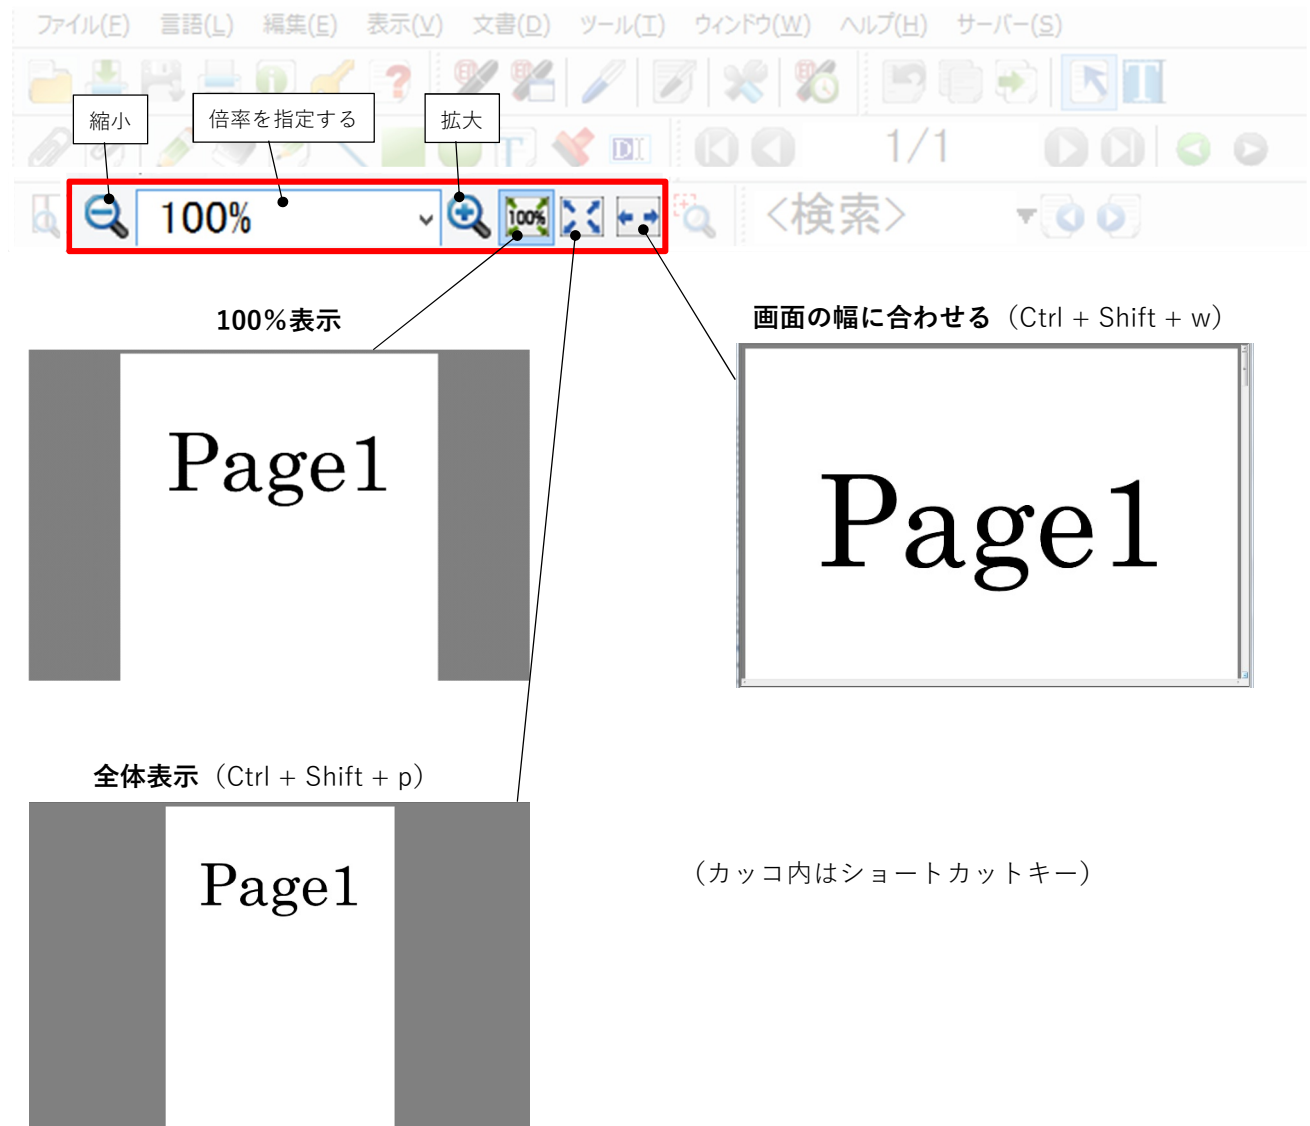 ファイル(F) 言語(L) 編集(E) 表示(V) 文書(D) ツール(T) ウィンドウ(W) ヘルプ(H) サーバー(S)
縮小 倍率を指定する 拡大
1/1
100% 100% <検索>
100%表示
画面の幅に合わせる（Ctrl + Shift + w）
Page1
Page1
全体表示（Ctrl + Shift + p）
Page1
（カッコ内はショートカットキー）